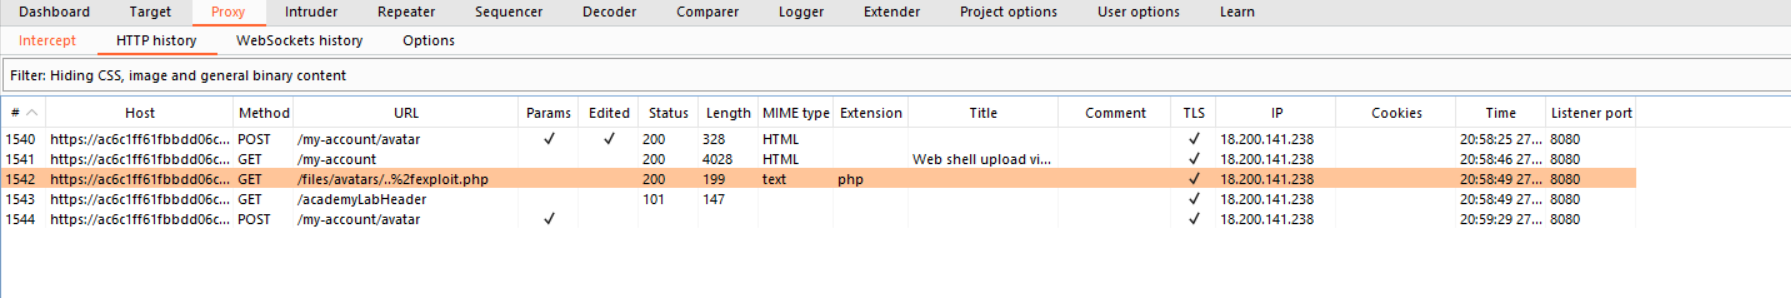 Dashboard Target Proxy Intruder Repeater Sequencer Decoder Comparer Logger Extender Project options User options Learn
Intercept HTTP history WebSockets history Options
Filter: Hiding CSS, image and general binary content
# Host Method URL Params Edited Status Length MIME type Extension Title Comment TLS IP Cookies Time Listener port
1540 https://ac6c1ff61fbbdd06c... POST /my-account/avatar ✓ ✓ 200 328 HTML ✓ 18.200.141.238 20:58:25 27... 8080
1541 https://ac6c1ff61fbbdd06c... GET /my-account 200 4028 HTML Web shell upload vi... ✓ 18.200.141.238 20:58:46 27... 8080
1542 https://ac6c1ff61fbbdd06c... GET /files/avatars/..%2fexploit.php 200 199 text php ✓ 18.200.141.238 20:58:49 27... 8080
1543 https://ac6c1ff61fbbdd06c... GET /academyLabHeader 101 147 ✓ 18.200.141.238 20:58:49 27... 8080
1544 https://ac6c1ff61fbbdd06c... POST /my-account/avatar ✓ ✓ 18.200.141.238 20:59:29 27... 8080